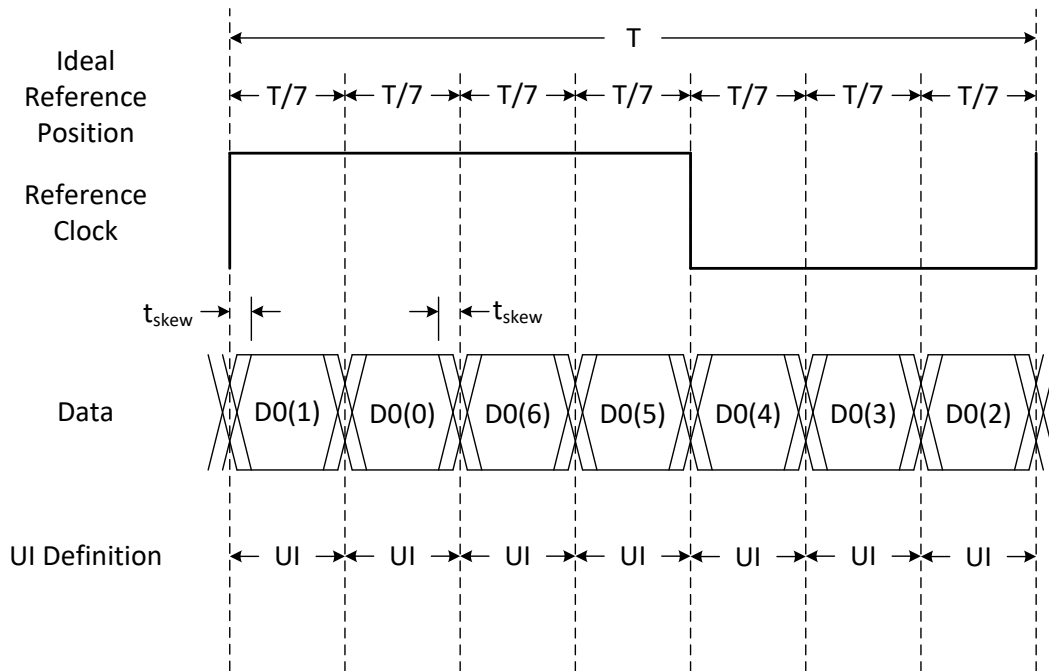 T
Ideal
Reference
Position
T/7 T/7 T/7 T/7 T/7 T/7 T/7
Reference
Clock
tskew tskew
Data D0(1) D0(0) D0(6) D0(5) D0(4) D0(3) D0(2)
UI Definition UI UI UI UI UI UI UI